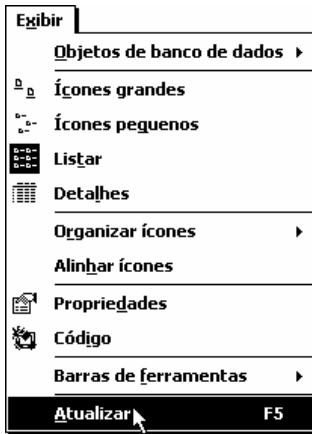 Exibir
Objetos de banco de dados
Ícones grandes
Ícones pequenos
Listar
Detalhes
Organizar ícones
Alinhar ícones
Propriedades
Código
Barras de ferramentas
Atualizar F5